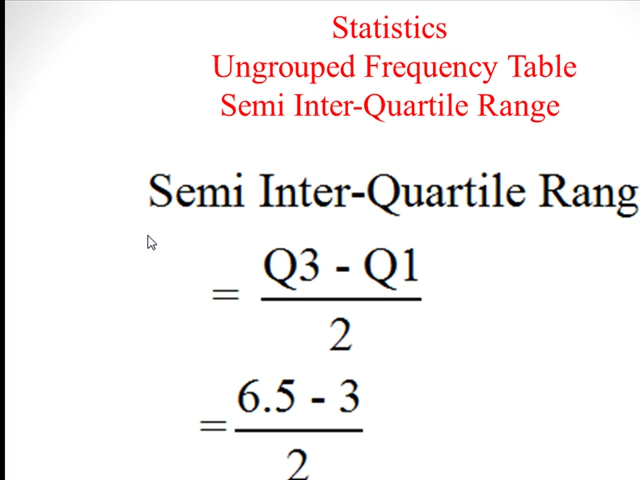 Statistics
Ungrouped Frequency Table
Semi Inter-Quartile Range
Semi Inter-Quartile Rang
= Q3 - Q1
2
= 6.5 - 3
2